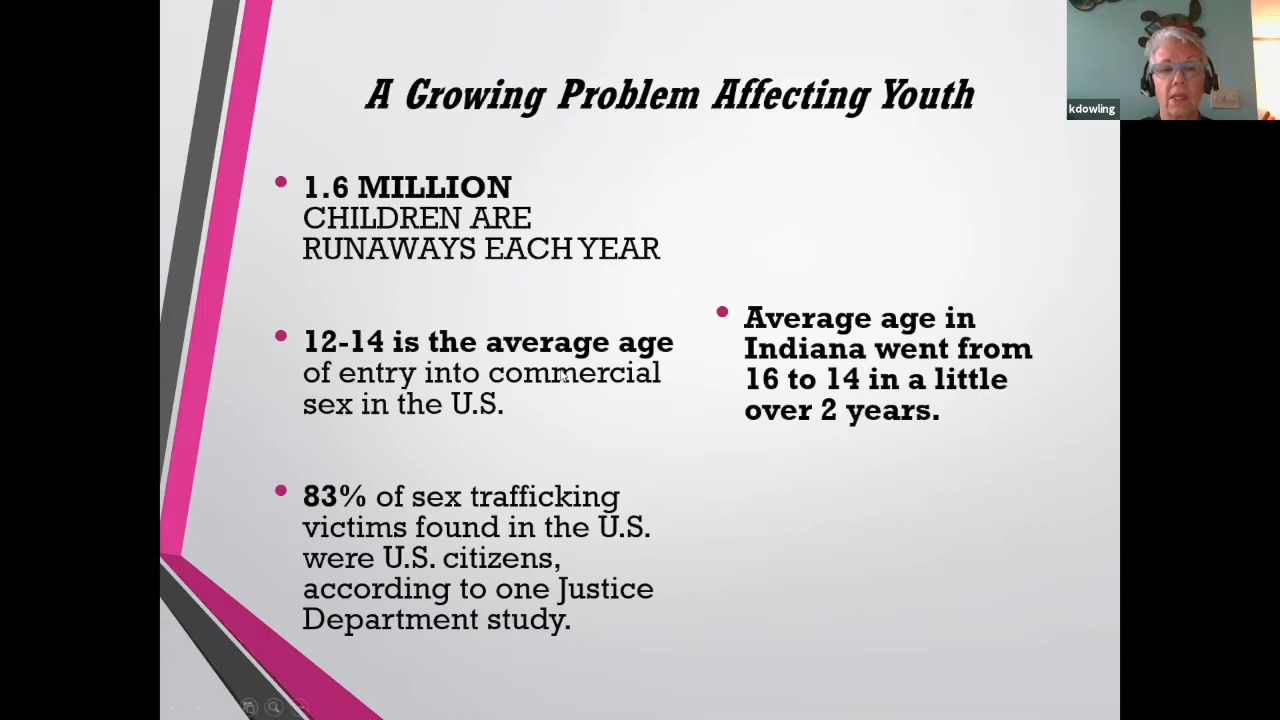 A Growing Problem Affecting Youth
kdowling
1.6 MILLION
CHILDREN ARE
RUNAWAYS EACH YEAR
12-14 is the average age
of entry into commercial
sex in the U.S.
83% of sex trafficking
victims found in the U.S.
were U.S. citizens,
according to one Justice
Department study.
Average age in
Indiana went from
16 to 14 in a little
over 2 years.